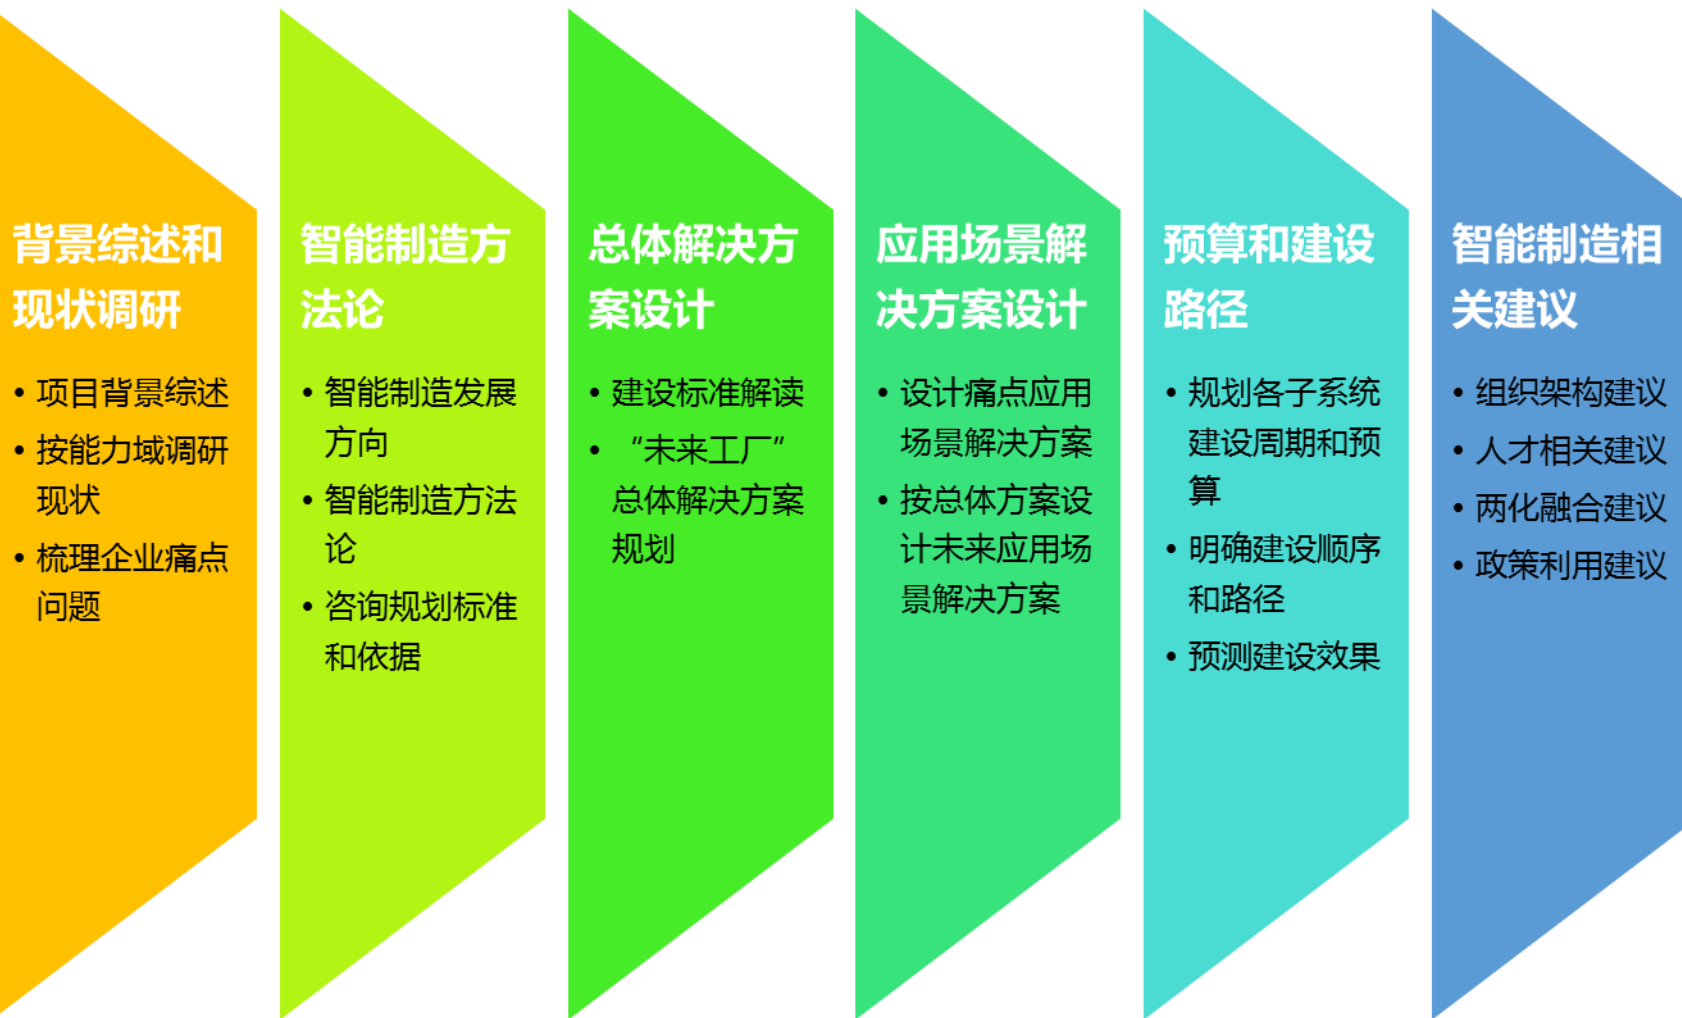 背景综述和
现状调研
• 项目背景综述
• 按能力域调研
现状
• 梳理企业痛点
问题
智能制造方
法论
• 智能制造发展
方向
• 智能制造方法
论
• 咨询规划标准
和依据
总体解决方
案设计
• 建设标准解读
• “未来工厂”
总体解决方案
规划
应用场景解
决方案设计
• 设计痛点应用
场景解决方案
• 按总体方案设
计未来应用场
景解决方案
预算和建设
路径
• 规划各子系统
建设周期和预
算
• 明确建设顺序
和路径
• 预测建设效果
智能制造相
关建议
• 组织架构建议
• 人才相关建议
• 两化融合建议
• 政策利用建议